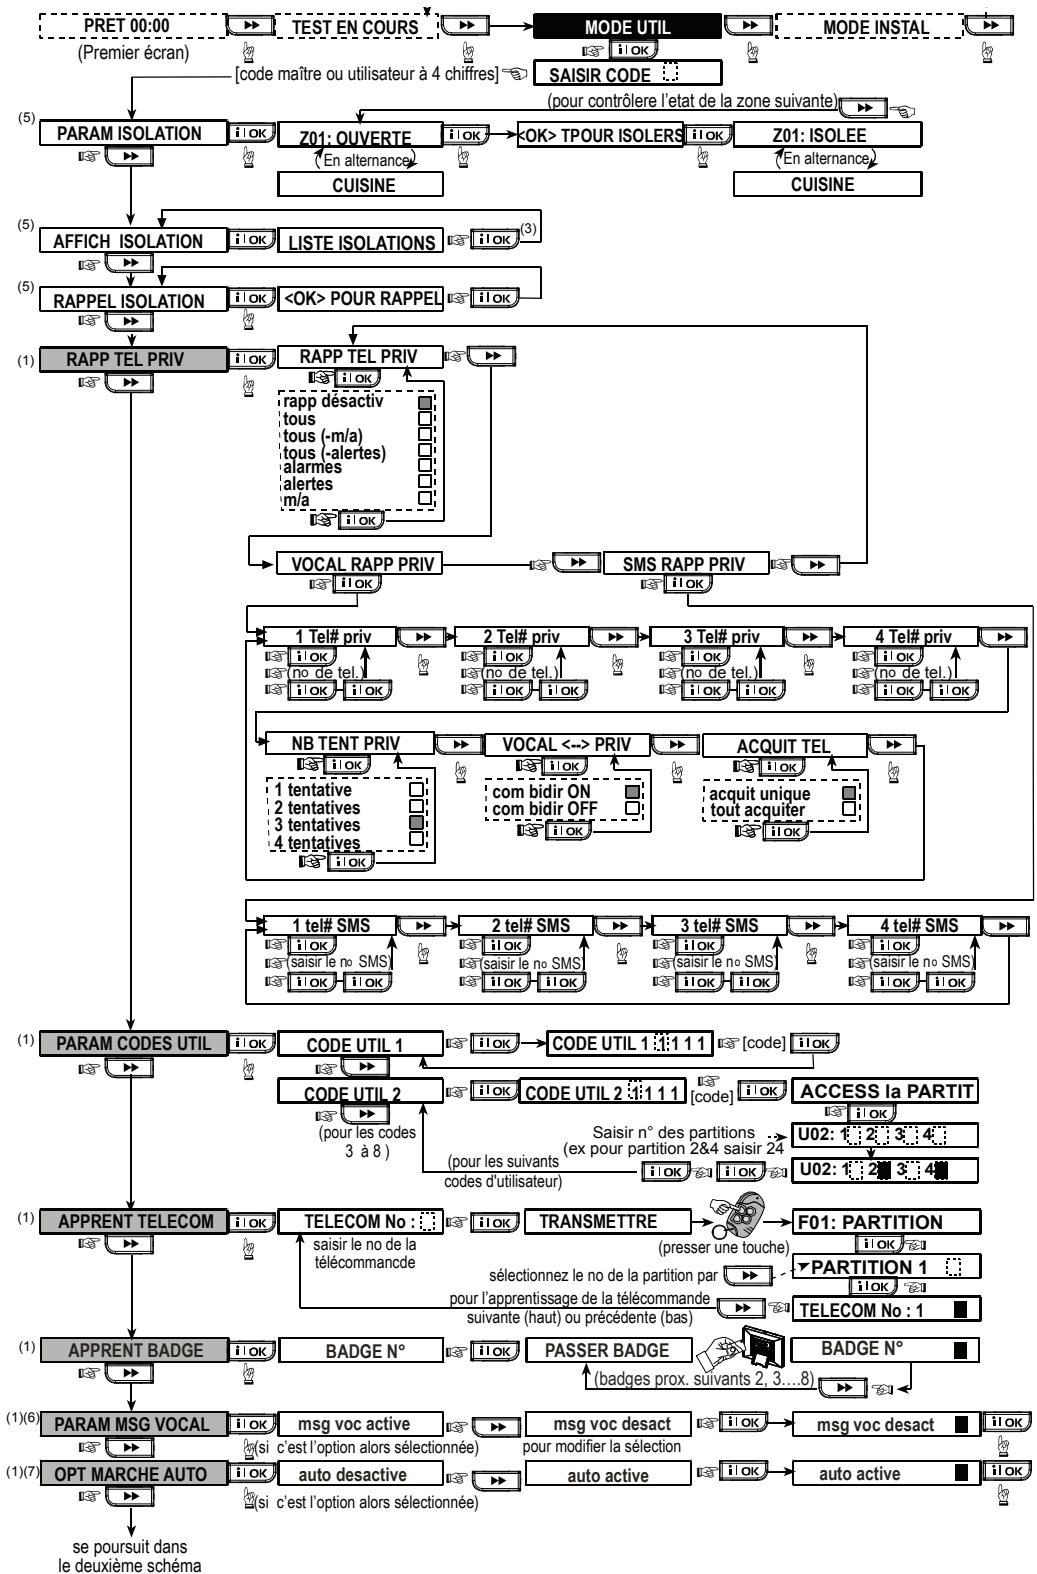 PRET 00:00 TEST EN COURS MODE UTIL MODE INSTAL
(Premier écran) i | OK
[code maître ou utilisateur à 4 chiffres] SAISIR CODE
(pour contrôlere l'etat de la zone suivante)
(5) PARAM ISOLATION i | OK Z01: OUVERTE i | OK <OK> TPOUR ISOLERS i | OK Z01: ISOLEE
En alternance En alternance
CUISINE CUISINE
(5) AFFICH ISOLATION i | OK LISTE ISOLATIONS i | OK (3)
(5) RAPPEL ISOLATION i | OK <OK> POUR RAPPEL i | OK
(1) RAPP TEL PRIV i | OK RAPP TEL PRIV
i | OK
rapp désactiv
tous
tous (-m/a)
tous (-alertes)
alarmes
alertes
m/a
i | OK
VOCAL RAPP PRIV SMS RAPP PRIV
i | OK i | OK
1 Tel# priv 2 Tel# priv 3 Tel# priv 4 Tel# priv
i | OK i | OK i | OK i | OK
(no de tel.) (no de tel.) (no de tel.) (no de tel.)
i | OK i | OK i | OK i | OK i | OK i | OK i | OK i | OK
NB TENT PRIV VOCAL <--> PRIV ACQUIT TEL
i | OK i | OK i | OK
1 tentative com bidir ON acquit unique
2 tentatives com bidir OFF tout acquiter
3 tentatives i | OK i | OK
4 tentatives
i | OK
1 tel# SMS 2 tel# SMS 3 tel# SMS 4 tel# SMS
i | OK i | OK i | OK i | OK
(saisir le no SMS) (saisir le no SMS) (saisir le no SMS) (saisir le no SMS)
i | OK i | OK i | OK i | OK i | OK i | OK i | OK i | OK
(1) PARAM CODES UTIL i | OK CODE UTIL 1 i | OK CODE UTIL 1 1 1 1 1 [code] i | OK
CODE UTIL 2 i | OK CODE UTIL 2 1 1 1 1 [code] i | OK ACCESS la PARTIT
i | OK
(pour les codes
3 à 8 )
Saisir n° des partitions U02: 1 2 3 4
(ex pour partition 2&4 saisir 24
(pour les suivants
codes d'utilisateur) i | OK i | OK U02: 1 2 3 4
(1) APPRENT TELECOM i | OK TELECOM No : i | OK TRANSMETTRE F01: PARTITION
saisir le no de la
télécommancde
(presser une touche) i | OK
sélectionnez le no de la partition par PARTITION 1
i | OK
pour l'apprentissage de la télécommande
suivante (haut) ou précédente (bas) TELECOM No : 1
(1) APPRENT BADGE i | OK BADGE N° i | OK PASSER BADGE BADGE N°
(badges prox. suivants 2, 3….8)
(1)(6) PARAM MSG VOCAL i | OK msg voc active msg voc desact i | OK msg voc desact i | OK
(si c'est l'option alors sélectionnée) pour modifier la sélection
(1)(7) OPT MARCHE AUTO i | OK auto desactive auto active i | OK auto active i | OK
(si c'est l'option alors sélectionnée)
se poursuit dans
le deuxième schéma